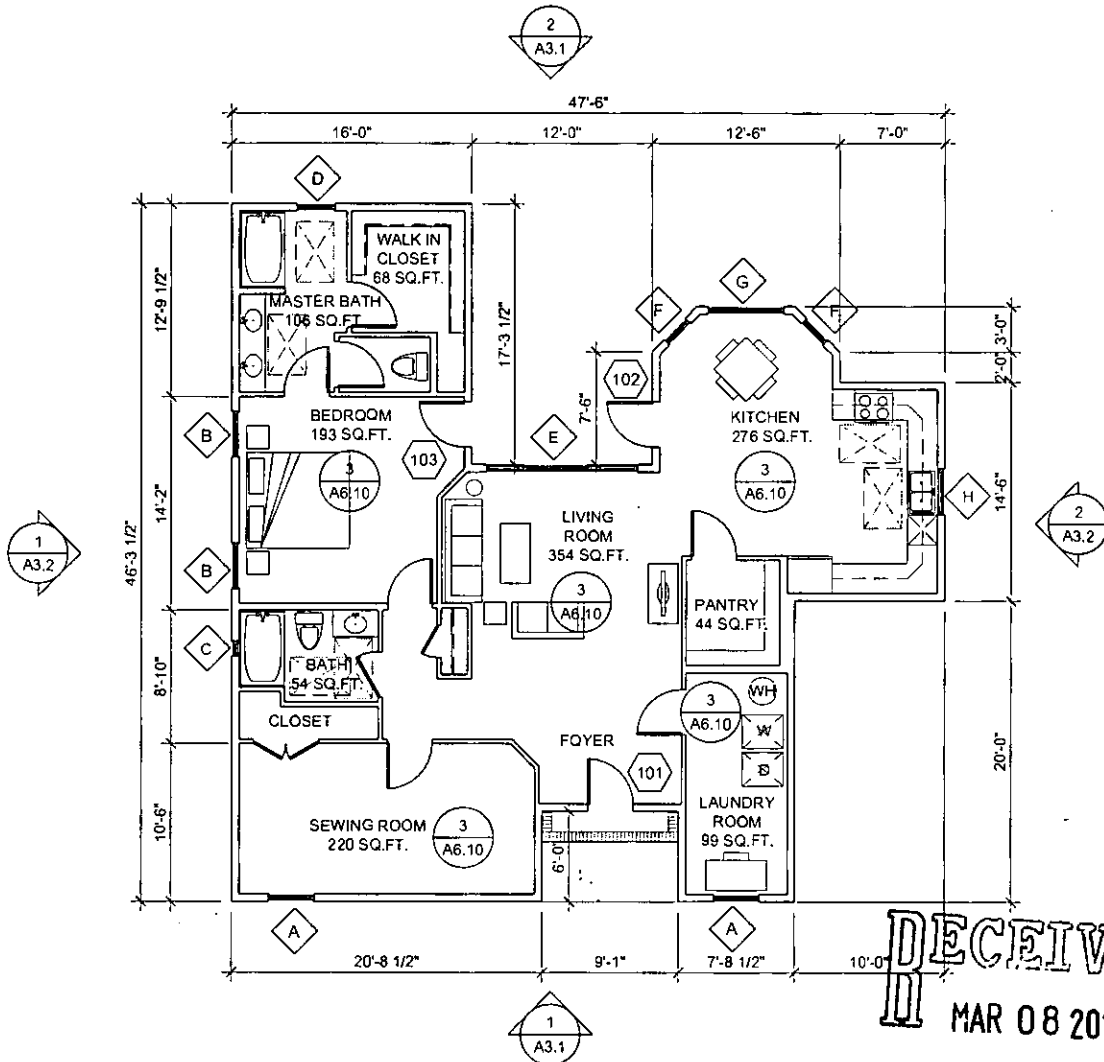 2
A3.1
47'-6"
16'-0"
12'-0"
12'-6"
7'-0"
D
WALK IN
CLOSET
68 SQ.FT.
MASTER BATH
106 SQ.FT.
12'-9 1/2"
17'-3 1/2"
G
F
F
3'-0"
2'-0"
102
7'-6"
KITCHEN
276 SQ.FT.
3
A6.10
B
BEDROOM
193 SQ.FT.
103
3
A6.10
E
H
14'-6"
14'-2"
46'-3 1/2"
1
A3.2
2
A3.2
B
LIVING
ROOM
354 SQ.FT.
3
A6.10
PANTRY
44 SQ.FT.
C
8'-10"
BATH
54 SQ.FT.
CLOSET
3
A6.10
WH
W
D
FOYER
101
LAUNDRY
ROOM
99 SQ.FT.
20'-0"
10'-6"
SEWING ROOM
220 SQ.FT.
3
A6.10
6'-0"
A
A
20'-8 1/2"
9'-1"
7'-8 1/2"
10'-0"
RECEIV
MAR 08 20
1
A3.1